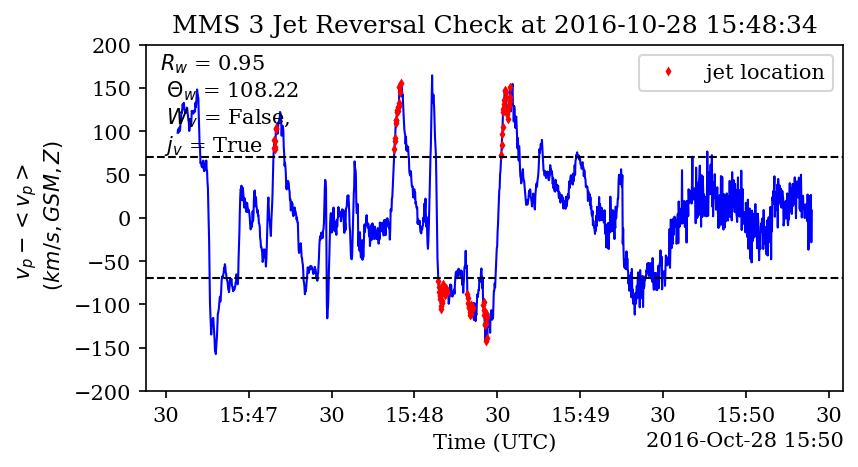 MMS 3 Jet Reversal Check at 2016-10-28 15:48:34
200
150
100
50
0
−50
−100
−150
−200
v_p − < v_p >
(km/s, GSM, Z)
R_w = 0.95
Θ_w = 108.22
W_v = False,
j_v = True
jet location
30 15:47 30 15:48 30 15:49 30 15:50 30
Time (UTC)
2016-Oct-28 15:50